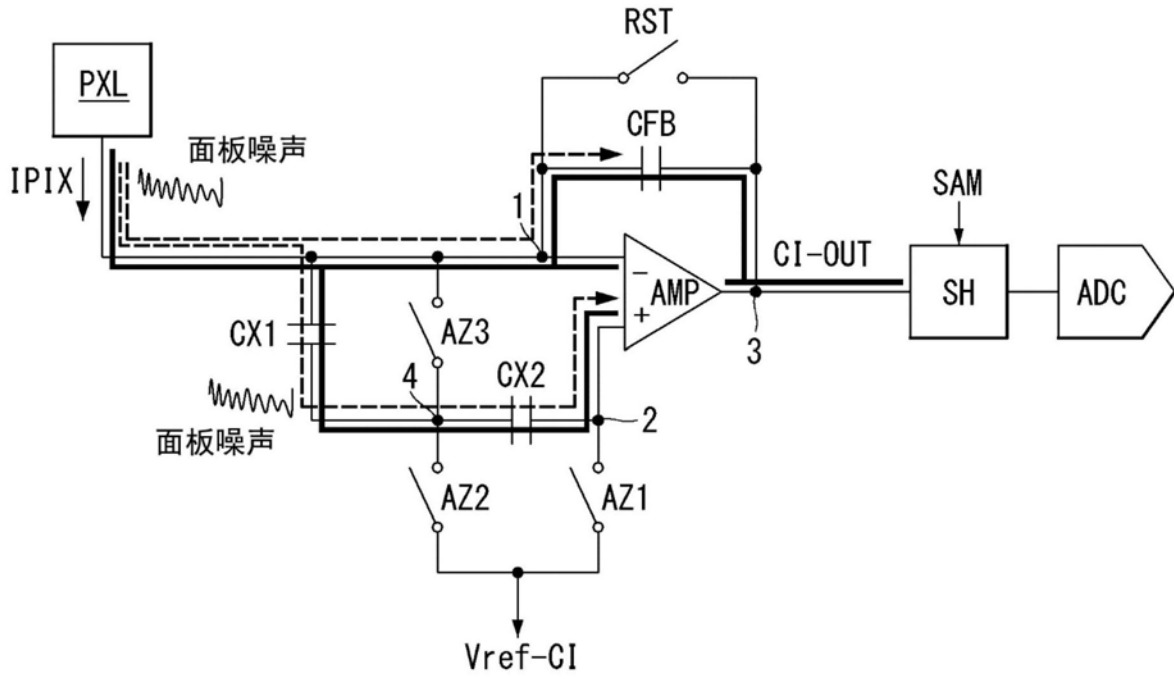 RST
PXL
CFB
面板噪声
IPIX
SAM
1
CI-OUT
−
AMP
+
SH
ADC
3
CX1
AZ3
4
CX2
2
面板噪声
AZ2
AZ1
Vref-CI